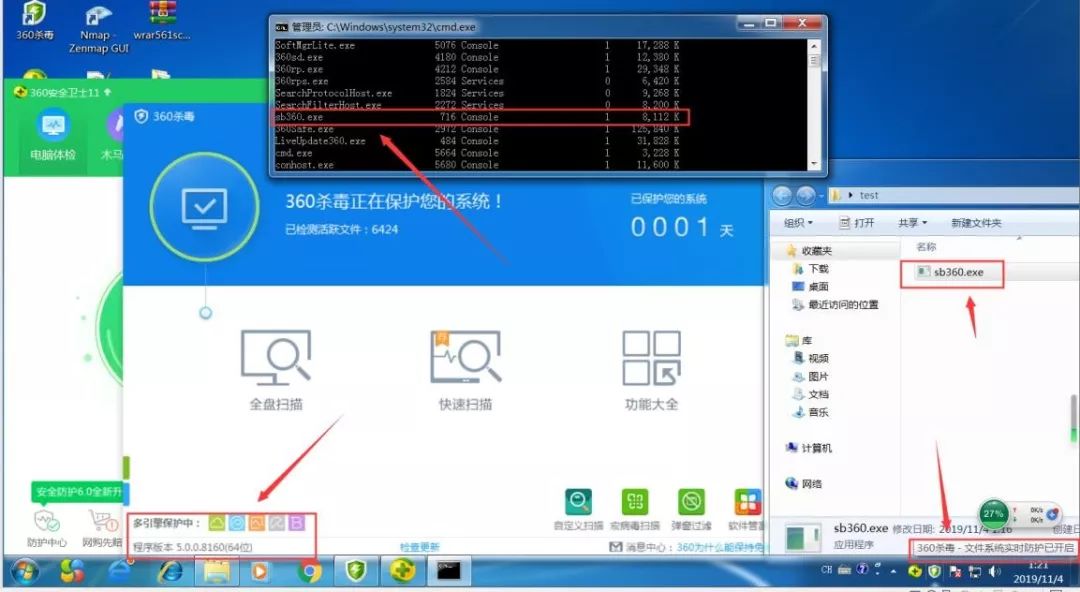 360杀毒
Nmap -
Zenmap GUI
wrar561sc...
管理员: C:\Windows\system32\cmd.exe
SoftMgrLite.exe 5076 Console 1 17,288 K
360sd.exe 4180 Console 1 12,380 K
360rp.exe 4212 Console 1 29,348 K
360rps.exe 2584 Services 0 6,420 K
SearchProtocolHost.exe 1824 Services 0 9,268 K
SearchFilterHost.exe 2272 Services 0 8,200 K
sb360.exe 716 Console 1 8,112 K
360Safe.exe 2972 Console 1 125,840 K
LiveUpdate360.exe 484 Console 1 31,828 K
cmd.exe 5664 Console 1 3,228 K
conhost.exe 5680 Console 1 11,600 K
360安全卫士11
电脑体检
木马
360杀毒
360杀毒正在保护您的系统！
已检测活跃文件：6424
已保护您的系统
0001 天
全盘扫描
快速扫描
功能大全
安全防护6.0全新升
防护中心
网购先赔
自定义扫描
宏病毒扫描
弹窗过滤
软件管家
多引擎保护中：
程序版本 5.0.0.8160(64位)
检查更新
消息中心：360为什么能保持免
test
组织
打开
共享
新建文件夹
收藏夹
下载
桌面
最近访问的位置
库
视频
图片
文档
音乐
计算机
网络
名称
sb360.exe
27%
0K/s
0K/s
sb360.exe 修改日期: 2019/11/4 1:16
创建日
应用程序
360杀毒 - 文件系统实时防护已开启
CH
1:21
2019/11/4